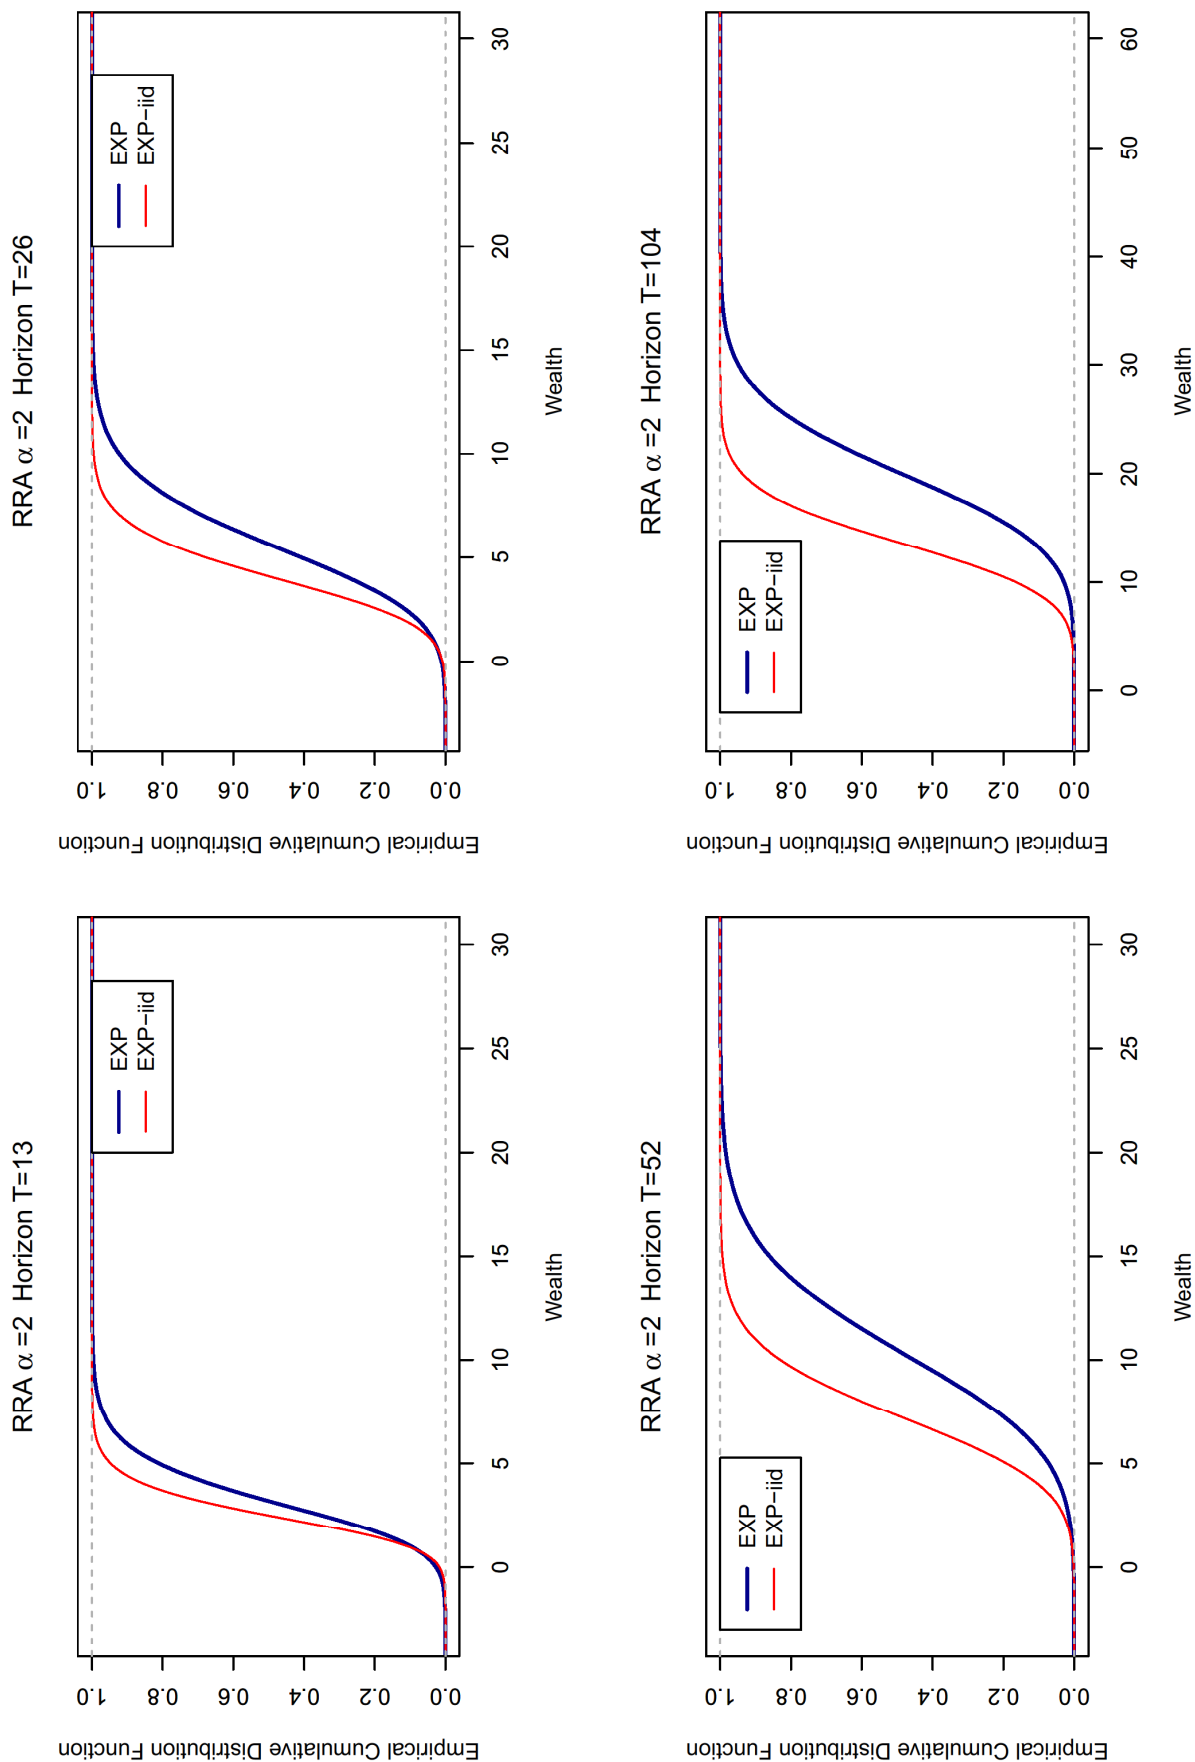 RRA α =2 Horizon T=13
Empirical Cumulative Distribution Function
1.0
0.8
0.6
0.4
0.2
0.0
EXP
EXP−iid
0 5 10 15 20 25 30
Wealth
RRA α =2 Horizon T=26
Empirical Cumulative Distribution Function
1.0
0.8
0.6
0.4
0.2
0.0
EXP
EXP−iid
0 5 10 15 20 25 30
Wealth
RRA α =2 Horizon T=52
Empirical Cumulative Distribution Function
1.0
0.8
0.6
0.4
0.2
0.0
EXP
EXP−iid
0 5 10 15 20 25 30
Wealth
RRA α =2 Horizon T=104
Empirical Cumulative Distribution Function
1.0
0.8
0.6
0.4
0.2
0.0
EXP
EXP−iid
0 10 20 30 40 50 60
Wealth